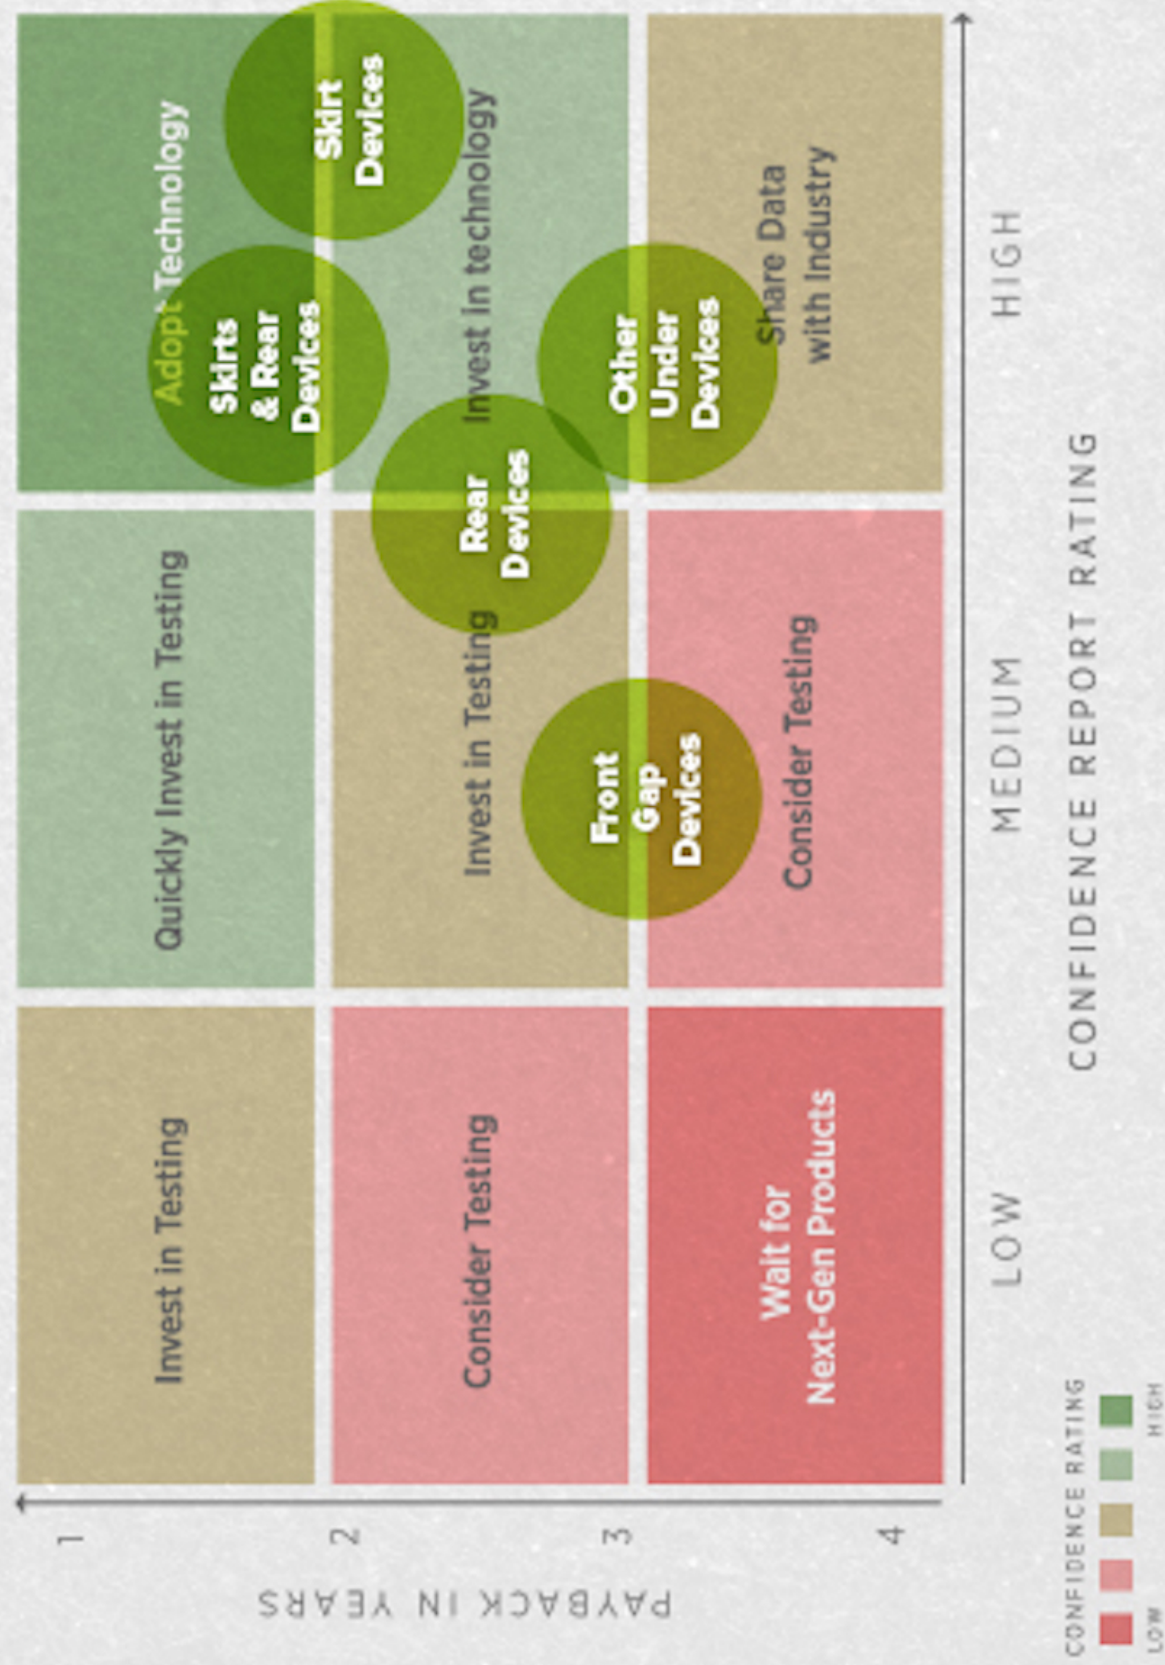 PAYBACK IN YEARS
1
2
3
4
Invest in Testing
Quickly Invest in Testing
Adopt Technology
Consider Testing
Invest in Testing
Invest in technology
Wait for
Next-Gen Products
Consider Testing
Share Data
with Industry
Skirts
& Rear
Devices
Skirt
Devices
Rear
Devices
Other
Under
Devices
Front
Gap
Devices
LOW
MEDIUM
HIGH
CONFIDENCE REPORT RATING
CONFIDENCE RATING
LOW
HIGH